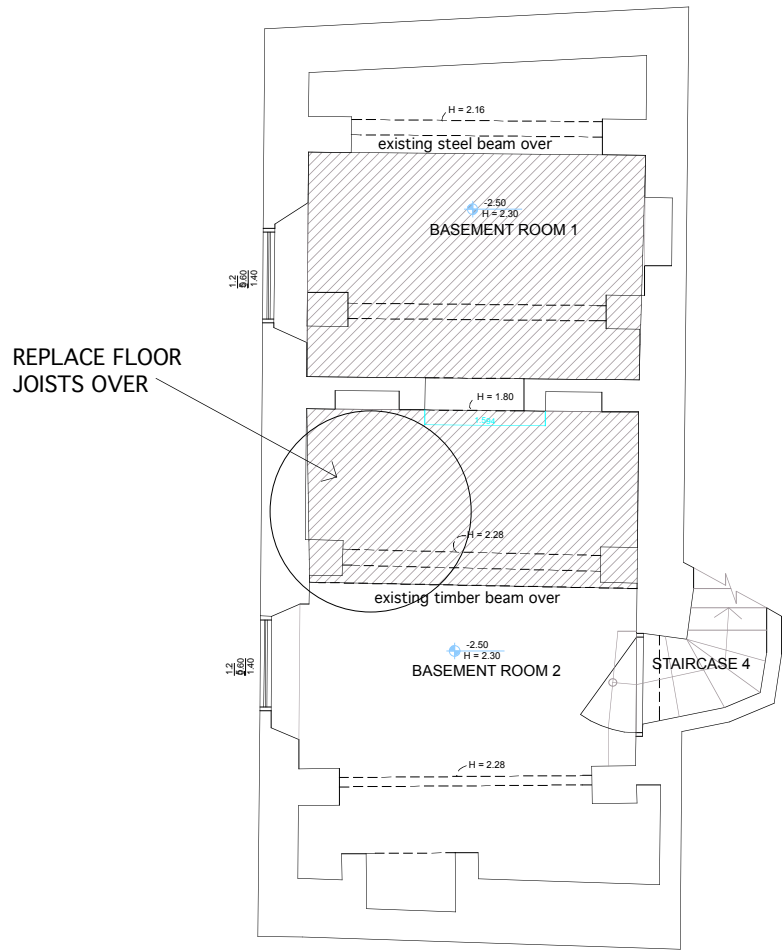 H = 2.16
existing steel beam over
-2.50
H = 2.30
BASEMENT ROOM 1
1.2
0.60
1.40
REPLACE FLOOR
JOISTS OVER
H = 1.80
H = 2.28
existing timber beam over
-2.50
H = 2.30
BASEMENT ROOM 2
STAIRCASE 4
1.2
0.60
1.40
H = 2.28